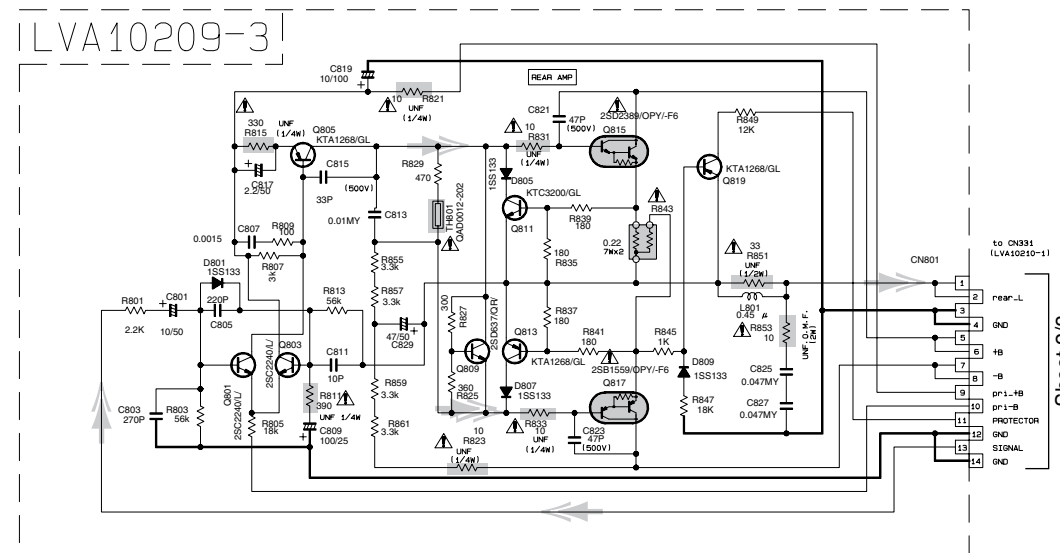 LVA10209-3
C819
10/100
10
R821
UNF
(1/4W)
REAR AMP
330
R815
UNF
(1/4W)
Q805
KTA1268/GL
C817
2.2/50
C815
33P
(500V)
R829
470
1SS133
D805
10
R831
UNF
(1/4W)
C821
47P
(500V)
2SD2389/OPY/-F6
Q815
R849
12K
KTA1268/GL
Q819
KTC3200/GL
Q811
R839
180
R843
0.01MY
C813
TH801
QAD0012-202
0.0015
C807
R809
100
R807
3k
180
R835
0.22
7W×2
33
R851
UNF
(1/2W)
CN801
to CN331
(LVA10210-1)
D801
1SS133
R855
3.3k
R857
3.3k
R801
2.2K
C801
10/50
220P
C805
R813
56k
47/50
C829
300
R827
2SD637/QR/
Q809
R837
180
Q813
KTA1268/GL
R841
180
R845
1K
L801
0.45 μ
R853
10
UNF.O.M.F.
(2W)
Q803
2SC2240/L/
Q801
2SC2240/L/
C811
10P
R811
390
UNF 1/4W
R859
3.3k
R861
3.3k
360
R825
D807
1SS133
2SB1559/OPY/-F6
Q817
D809
1SS133
R847
18K
C825
0.047MY
C827
0.047MY
C803
270P
R803
56k
R805
18k
C809
100/25
10
R823
UNF
(1/4W)
R833
10
UNF
(1/4W)
C823
47P
(500V)
1
2 rear_L
3
4 GND
5
6 +B
7
8 -B
9 pri_+B
10 pri-B
11 PROTECTOR
12 GND
13 SIGNAL
14 GND